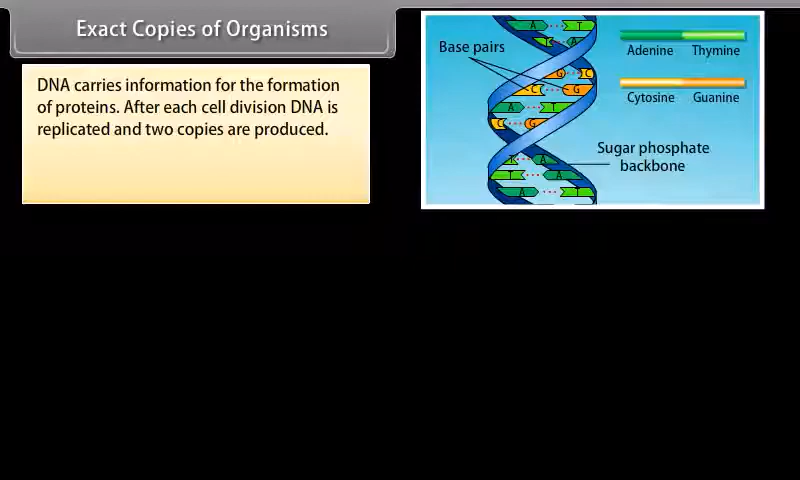 Exact Copies of Organisms
DNA carries information for the formation
of proteins. After each cell division DNA is
replicated and two copies are produced.
Base pairs
A T
A
G C
C G
A T
C G
A
T A
A T
Adenine Thymine
Cytosine Guanine
Sugar phosphate
backbone